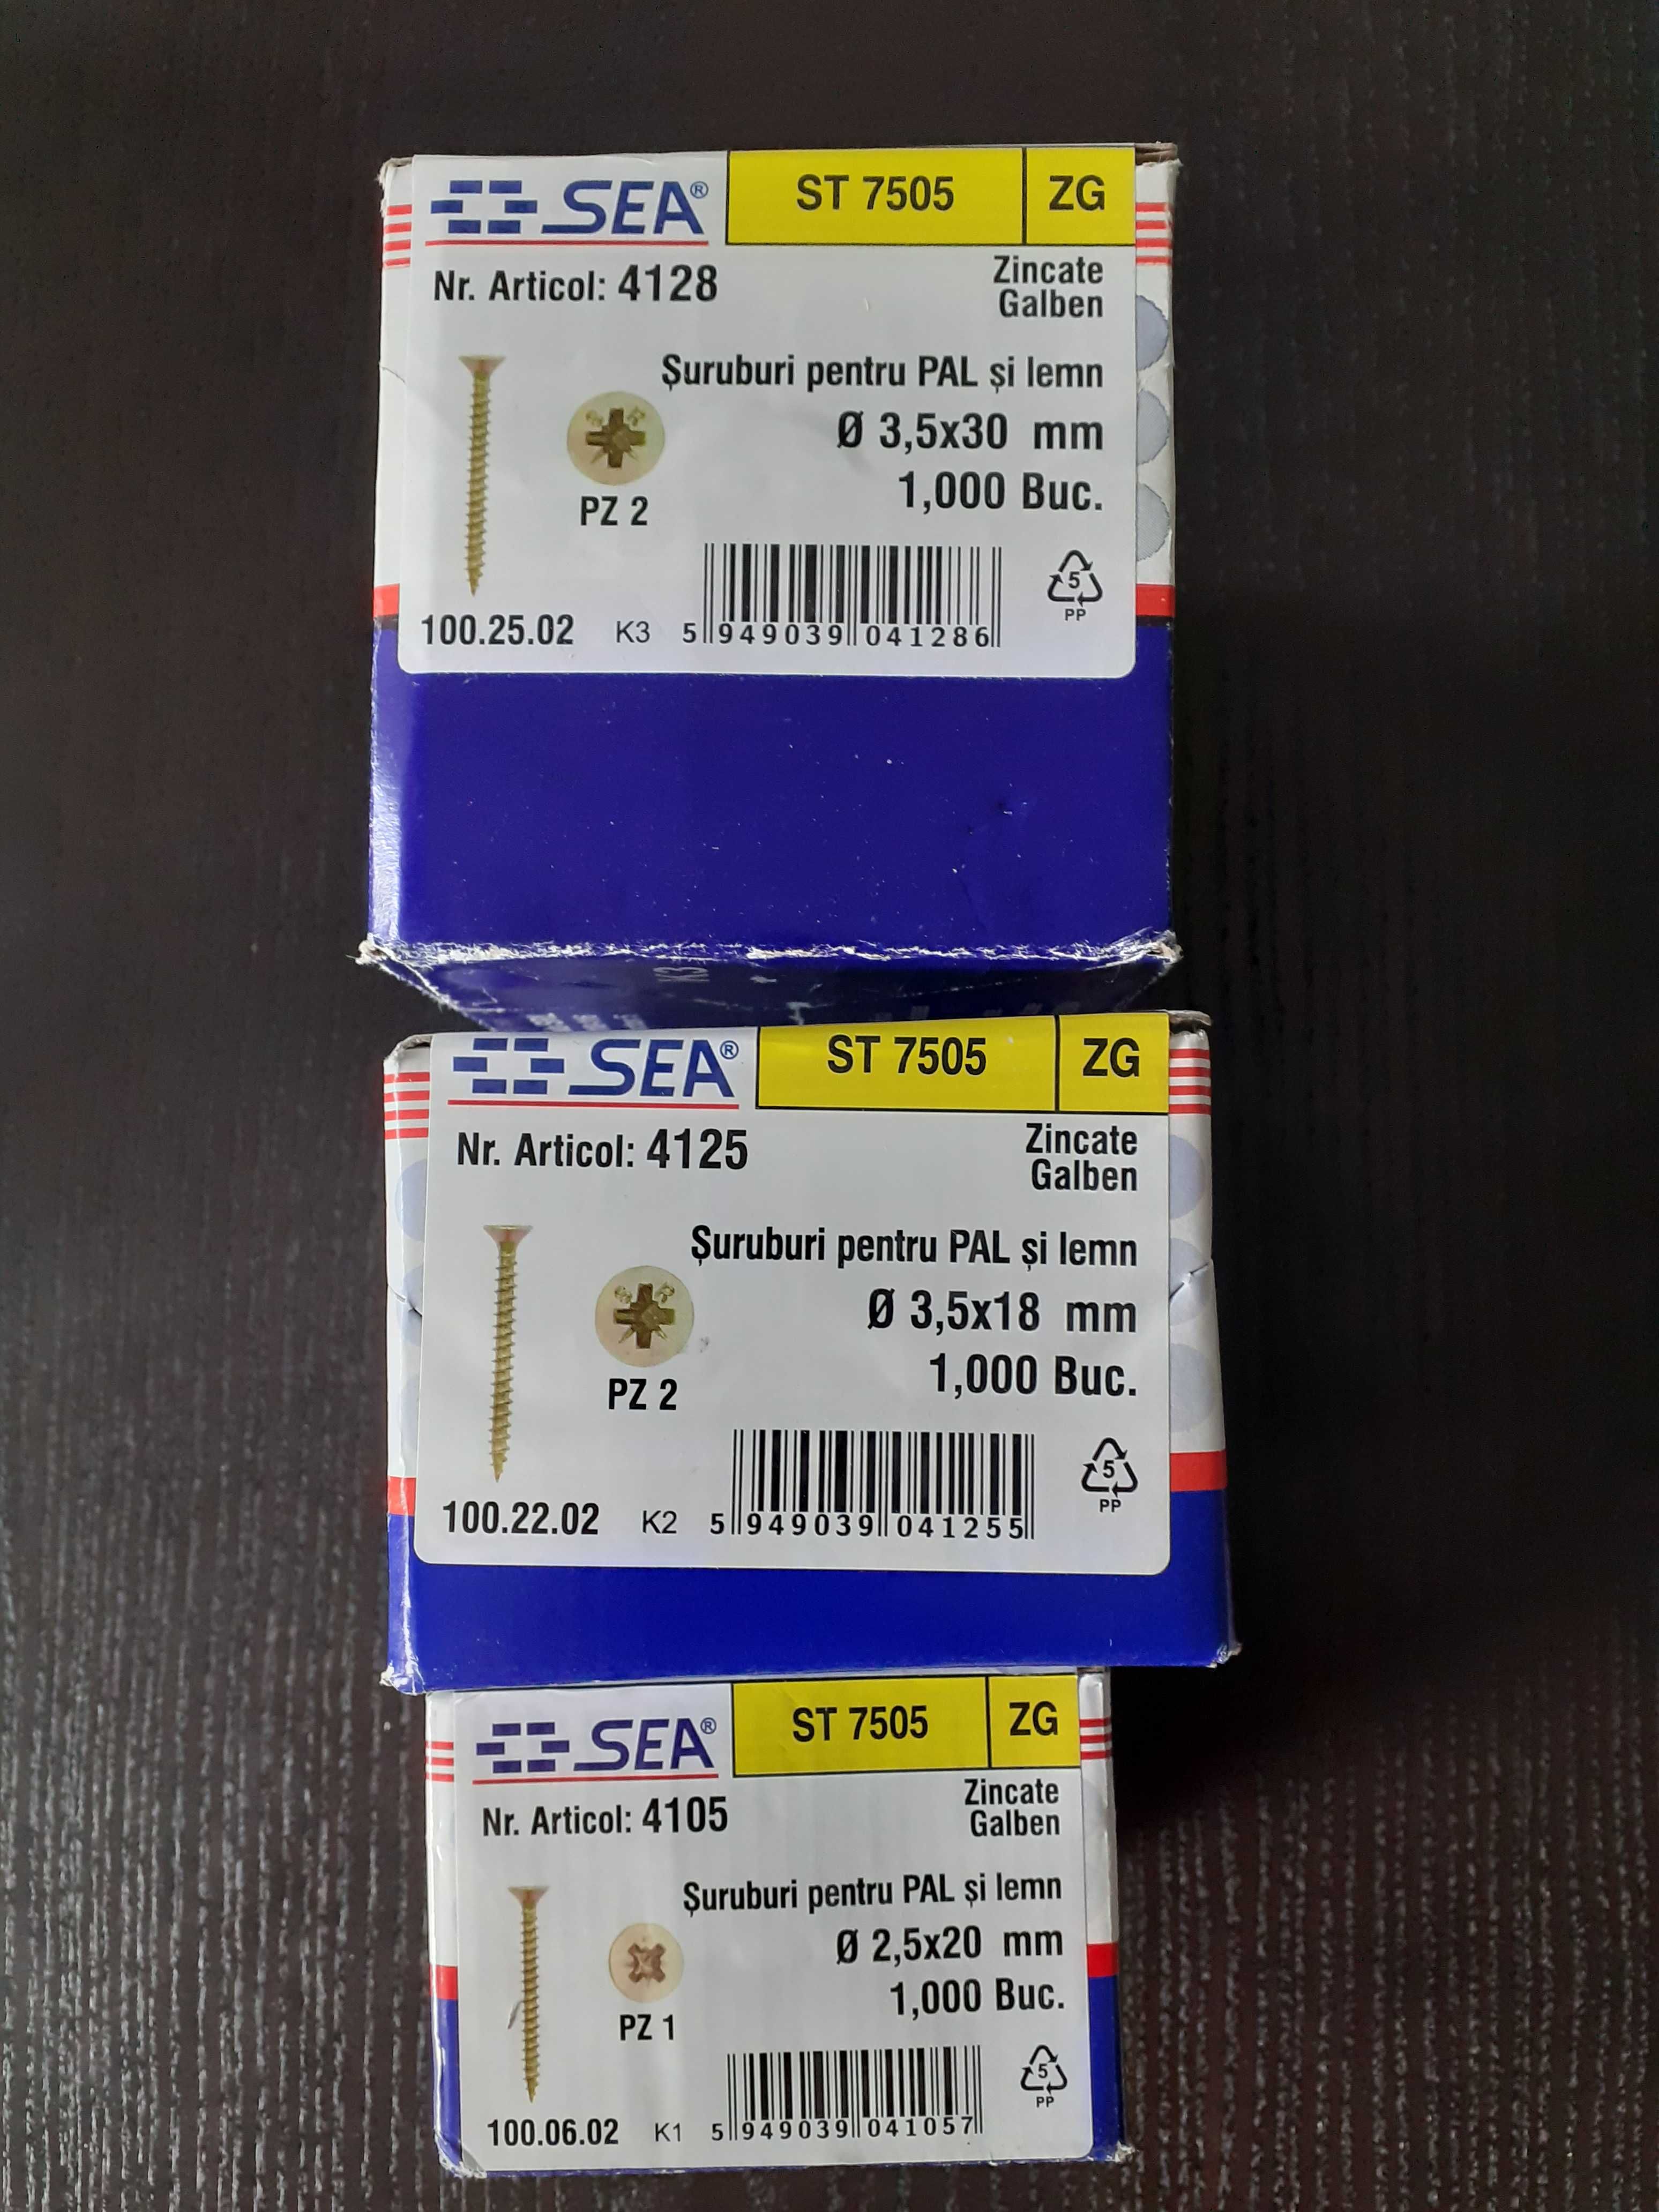 SEA® ST 7505 ZG
Nr. Articol: 4128 Zincate
Galben
Șuruburi pentru PAL și lemn
Ø 3,5x30 mm
1,000 Buc.
PZ 2
5
PP
100.25.02 K3 5 949039 041286
K3
SEA® ST 7505 ZG
Nr. Articol: 4125 Zincate
Galben
Șuruburi pentru PAL și lemn
Ø 3,5x18 mm
1,000 Buc.
PZ 2
5
PP
100.22.02 K2 5 949039 041255
SEA® ST 7505 ZG
Nr. Articol: 4105 Zincate
Galben
Șuruburi pentru PAL și lemn
Ø 2,5x20 mm
1,000 Buc.
PZ 1
5
PP
100.06.02 K1 5 949039 041057